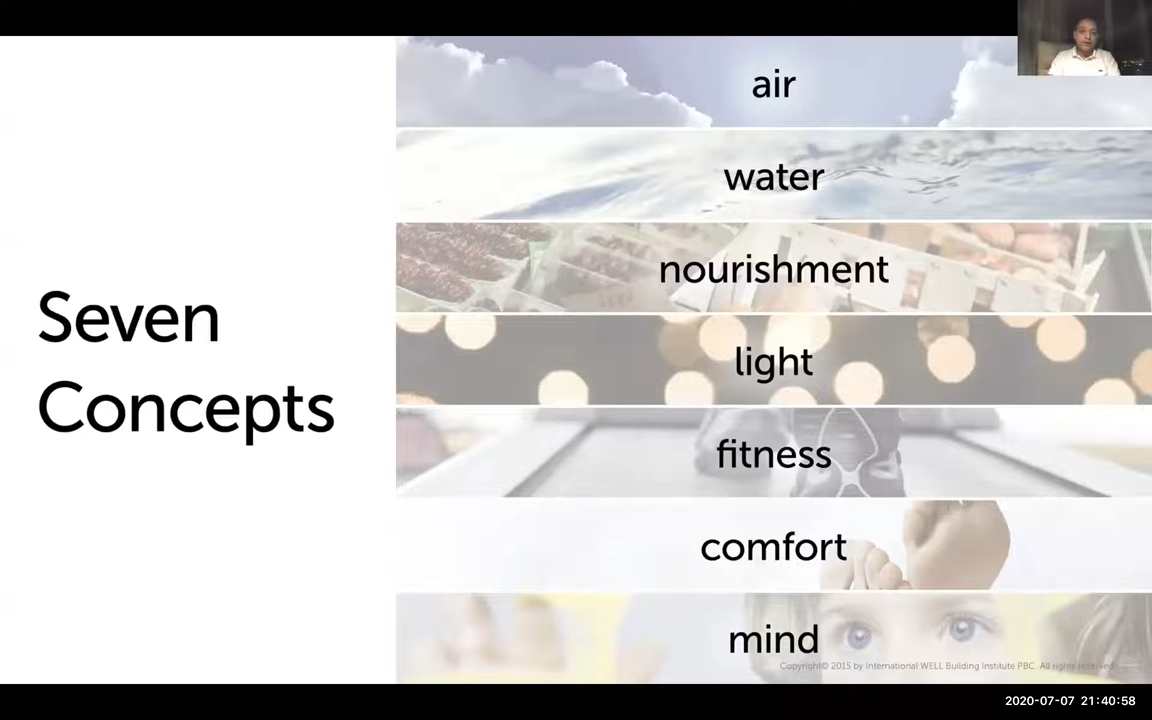 Seven
Concepts
air
water
nourishment
light
fitness
comfort
mind
Copyright© 2015 by International WELL Building Institute PBC. All rights reserved.
2020-07-07 21:40:58